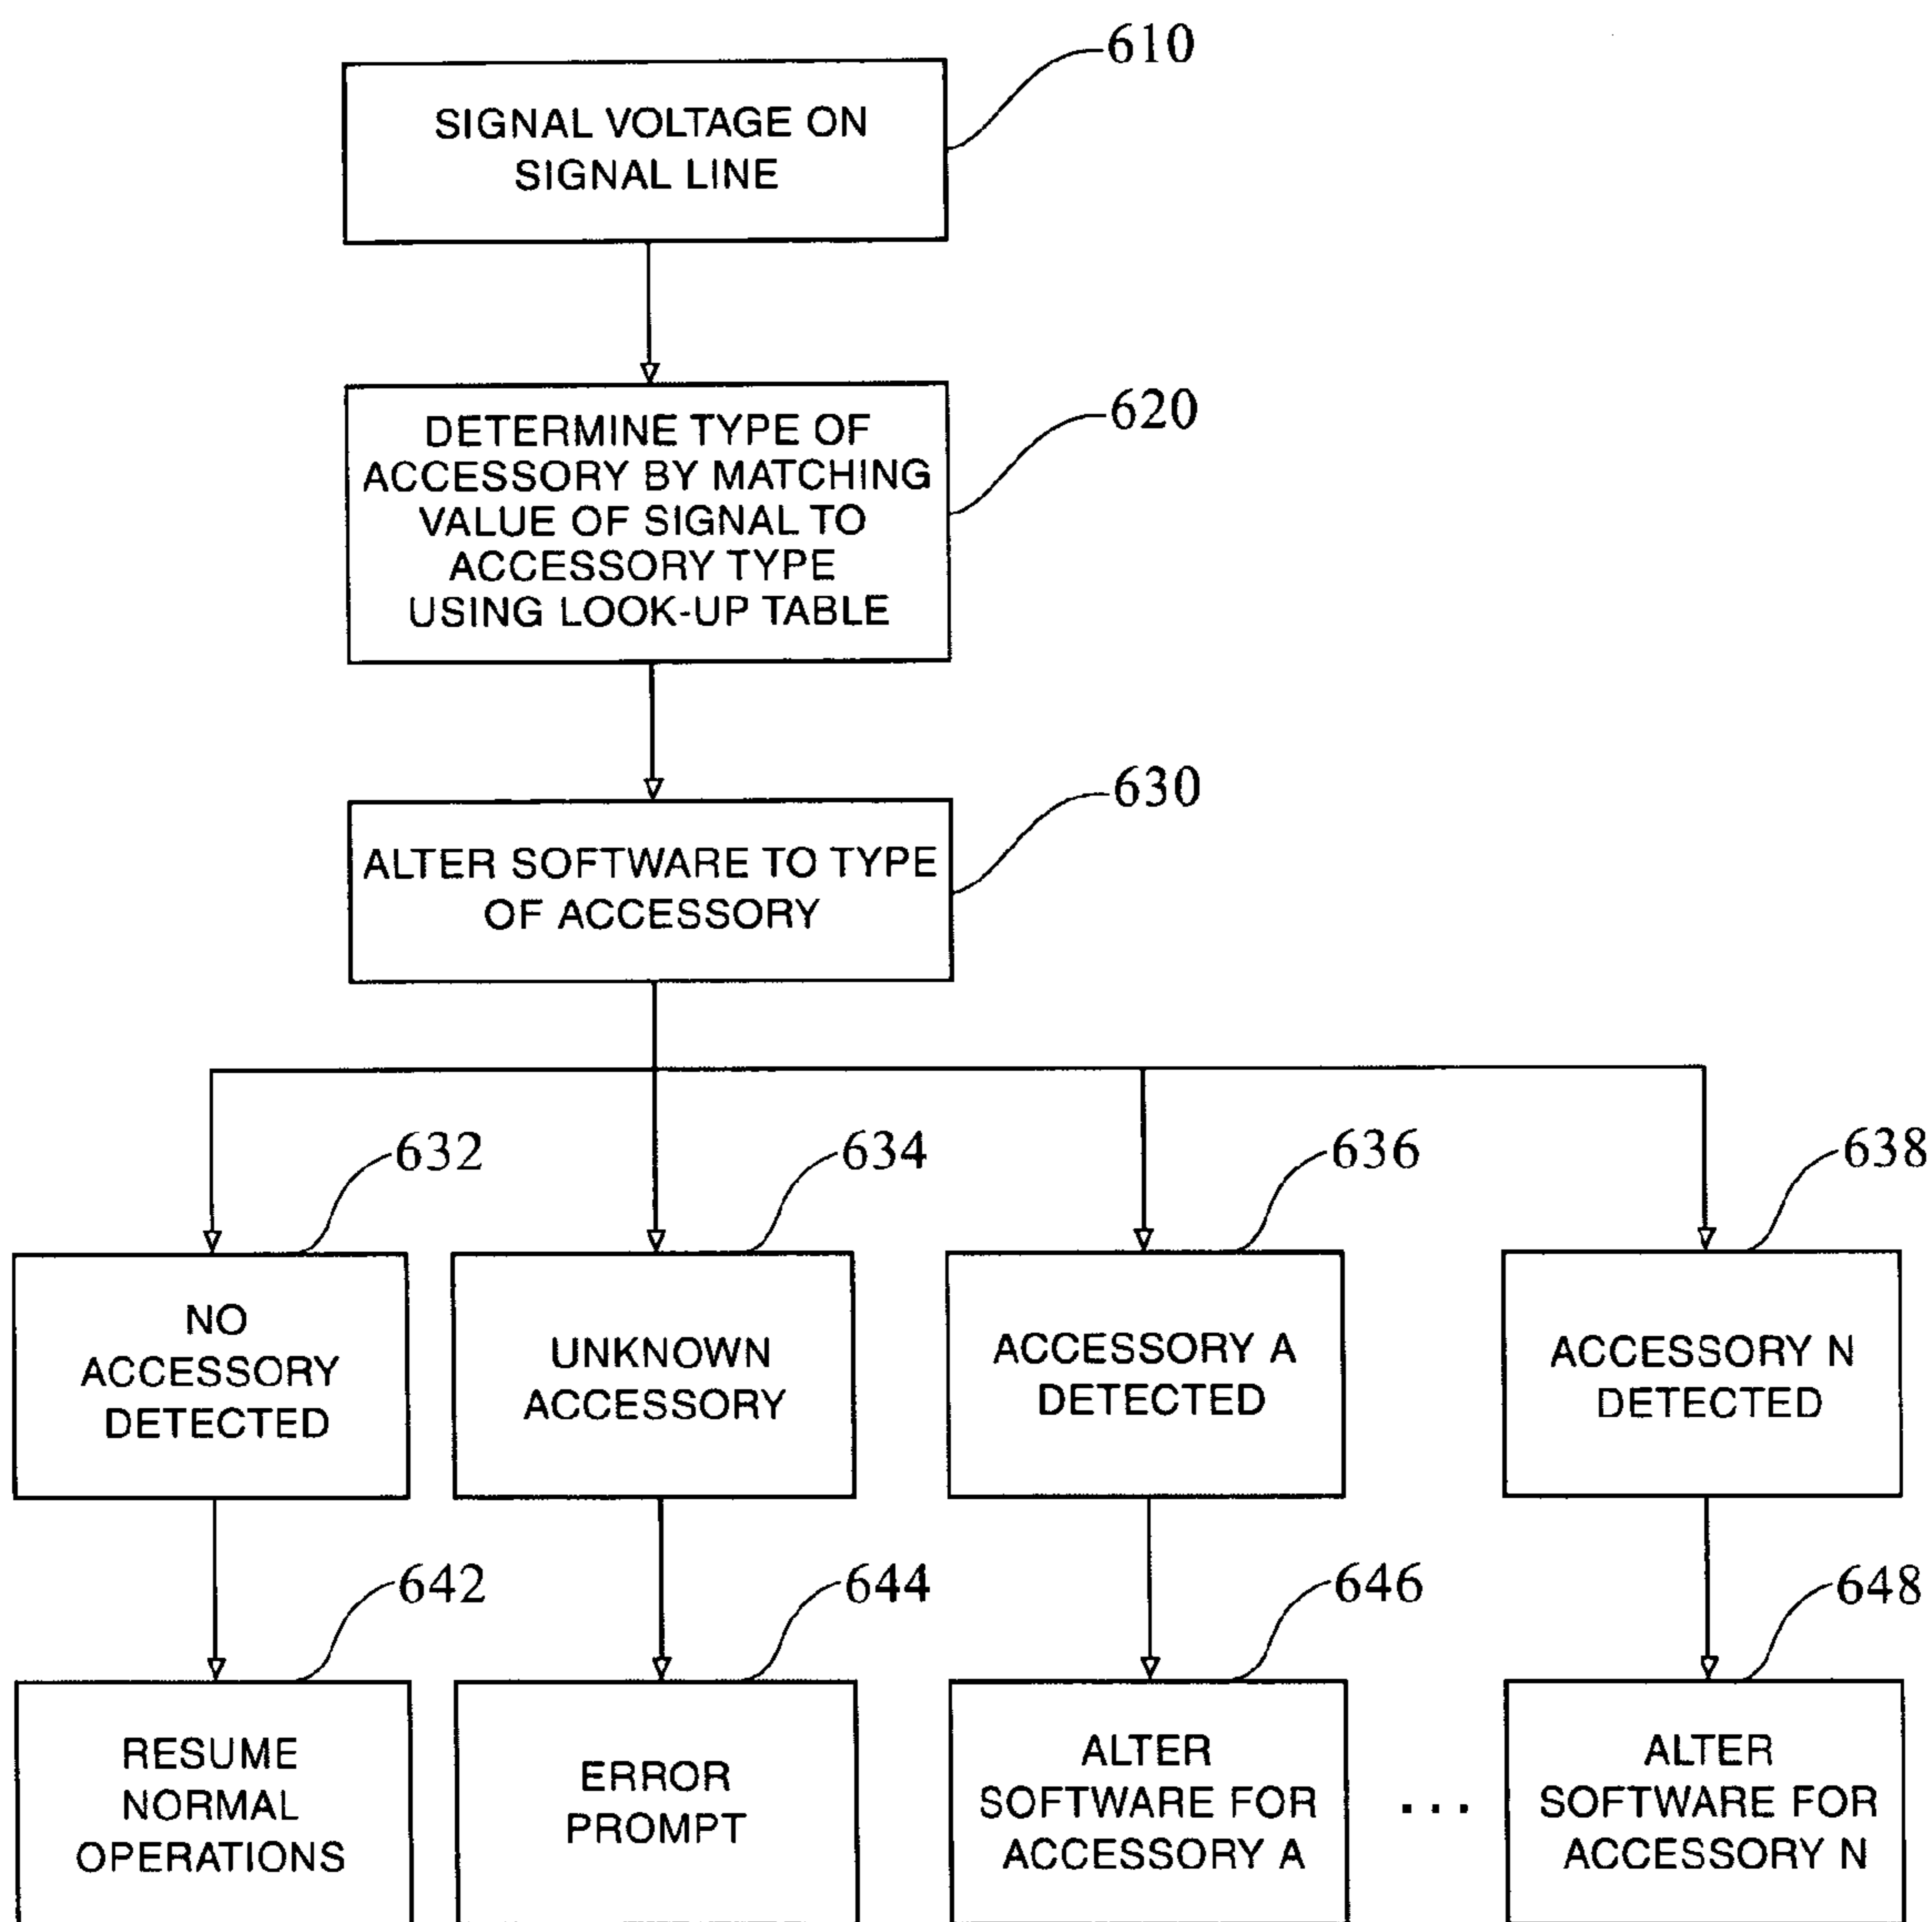 610
SIGNAL VOLTAGE ON
SIGNAL LINE
620
DETERMINE TYPE OF
ACCESSORY BY MATCHING
VALUE OF SIGNAL TO
ACCESSORY TYPE
USING LOOK-UP TABLE
630
ALTER SOFTWARE TO TYPE
OF ACCESSORY
632
NO
ACCESSORY
DETECTED
634
UNKNOWN
ACCESSORY
636
ACCESSORY A
DETECTED
638
ACCESSORY N
DETECTED
642
RESUME
NORMAL
OPERATIONS
644
ERROR
PROMPT
646
ALTER
SOFTWARE FOR
ACCESSORY A
...
648
ALTER
SOFTWARE FOR
ACCESSORY N